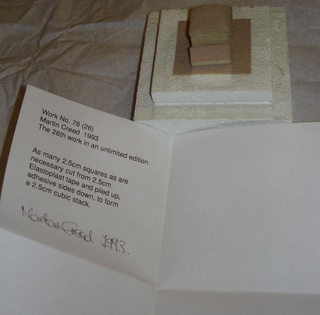 Work No. 78 (26)
Martin Creed 1993
The 26th work in an unlimited edition
As many 2.5cm squares as are
necessary cut from 2.5cm
Elastoplast tape and piled up,
adhesive sides down, to form
a 2.5cm cubic stack.
Martin Creed 1993.